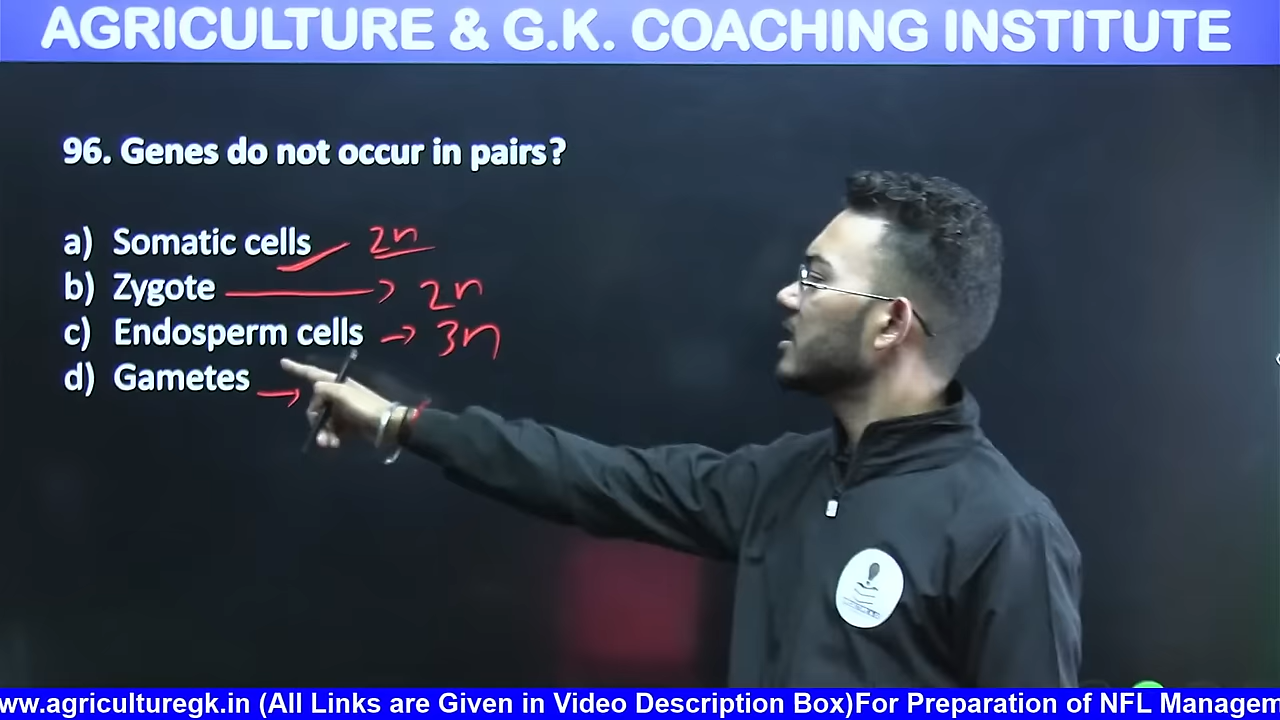 AGRICULTURE & G.K. COACHING INSTITUTE
96. Genes do not occur in pairs?
a) Somatic cells 2n
b) Zygote → 2n
c) Endosperm cells → 3n
d) Gametes →
www.agriculturegk.in (All Links are Given in Video Description Box)For Preparation of NFL Managem